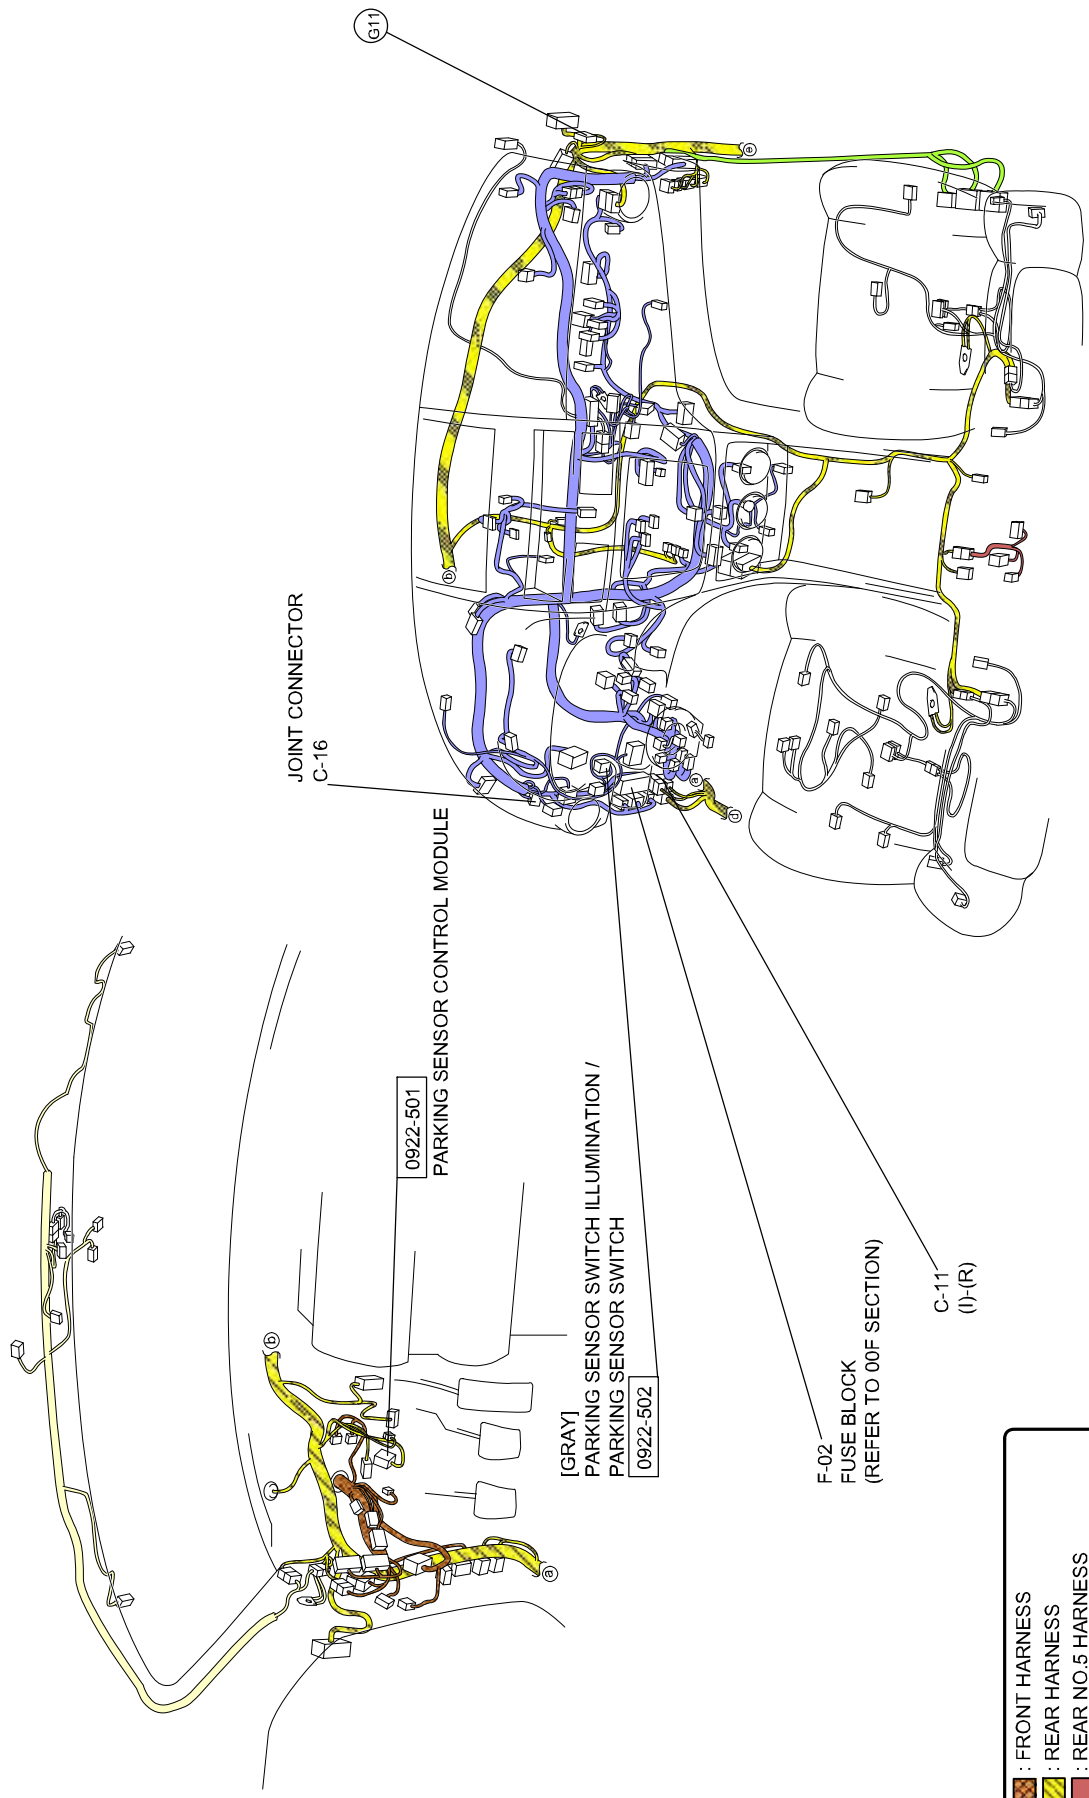 G11
JOINT CONNECTOR
C-16
0922-501
PARKING SENSOR CONTROL MODULE
[GRAY]
PARKING SENSOR SWITCH ILLUMINATION /
PARKING SENSOR SWITCH
0922-502
F-02
FUSE BLOCK
(REFER TO 00F SECTION)
C-11
(I)-(R)
b
a
b
a
d
e
: FRONT HARNESS
: REAR HARNESS
: REAR NO.5 HARNESS